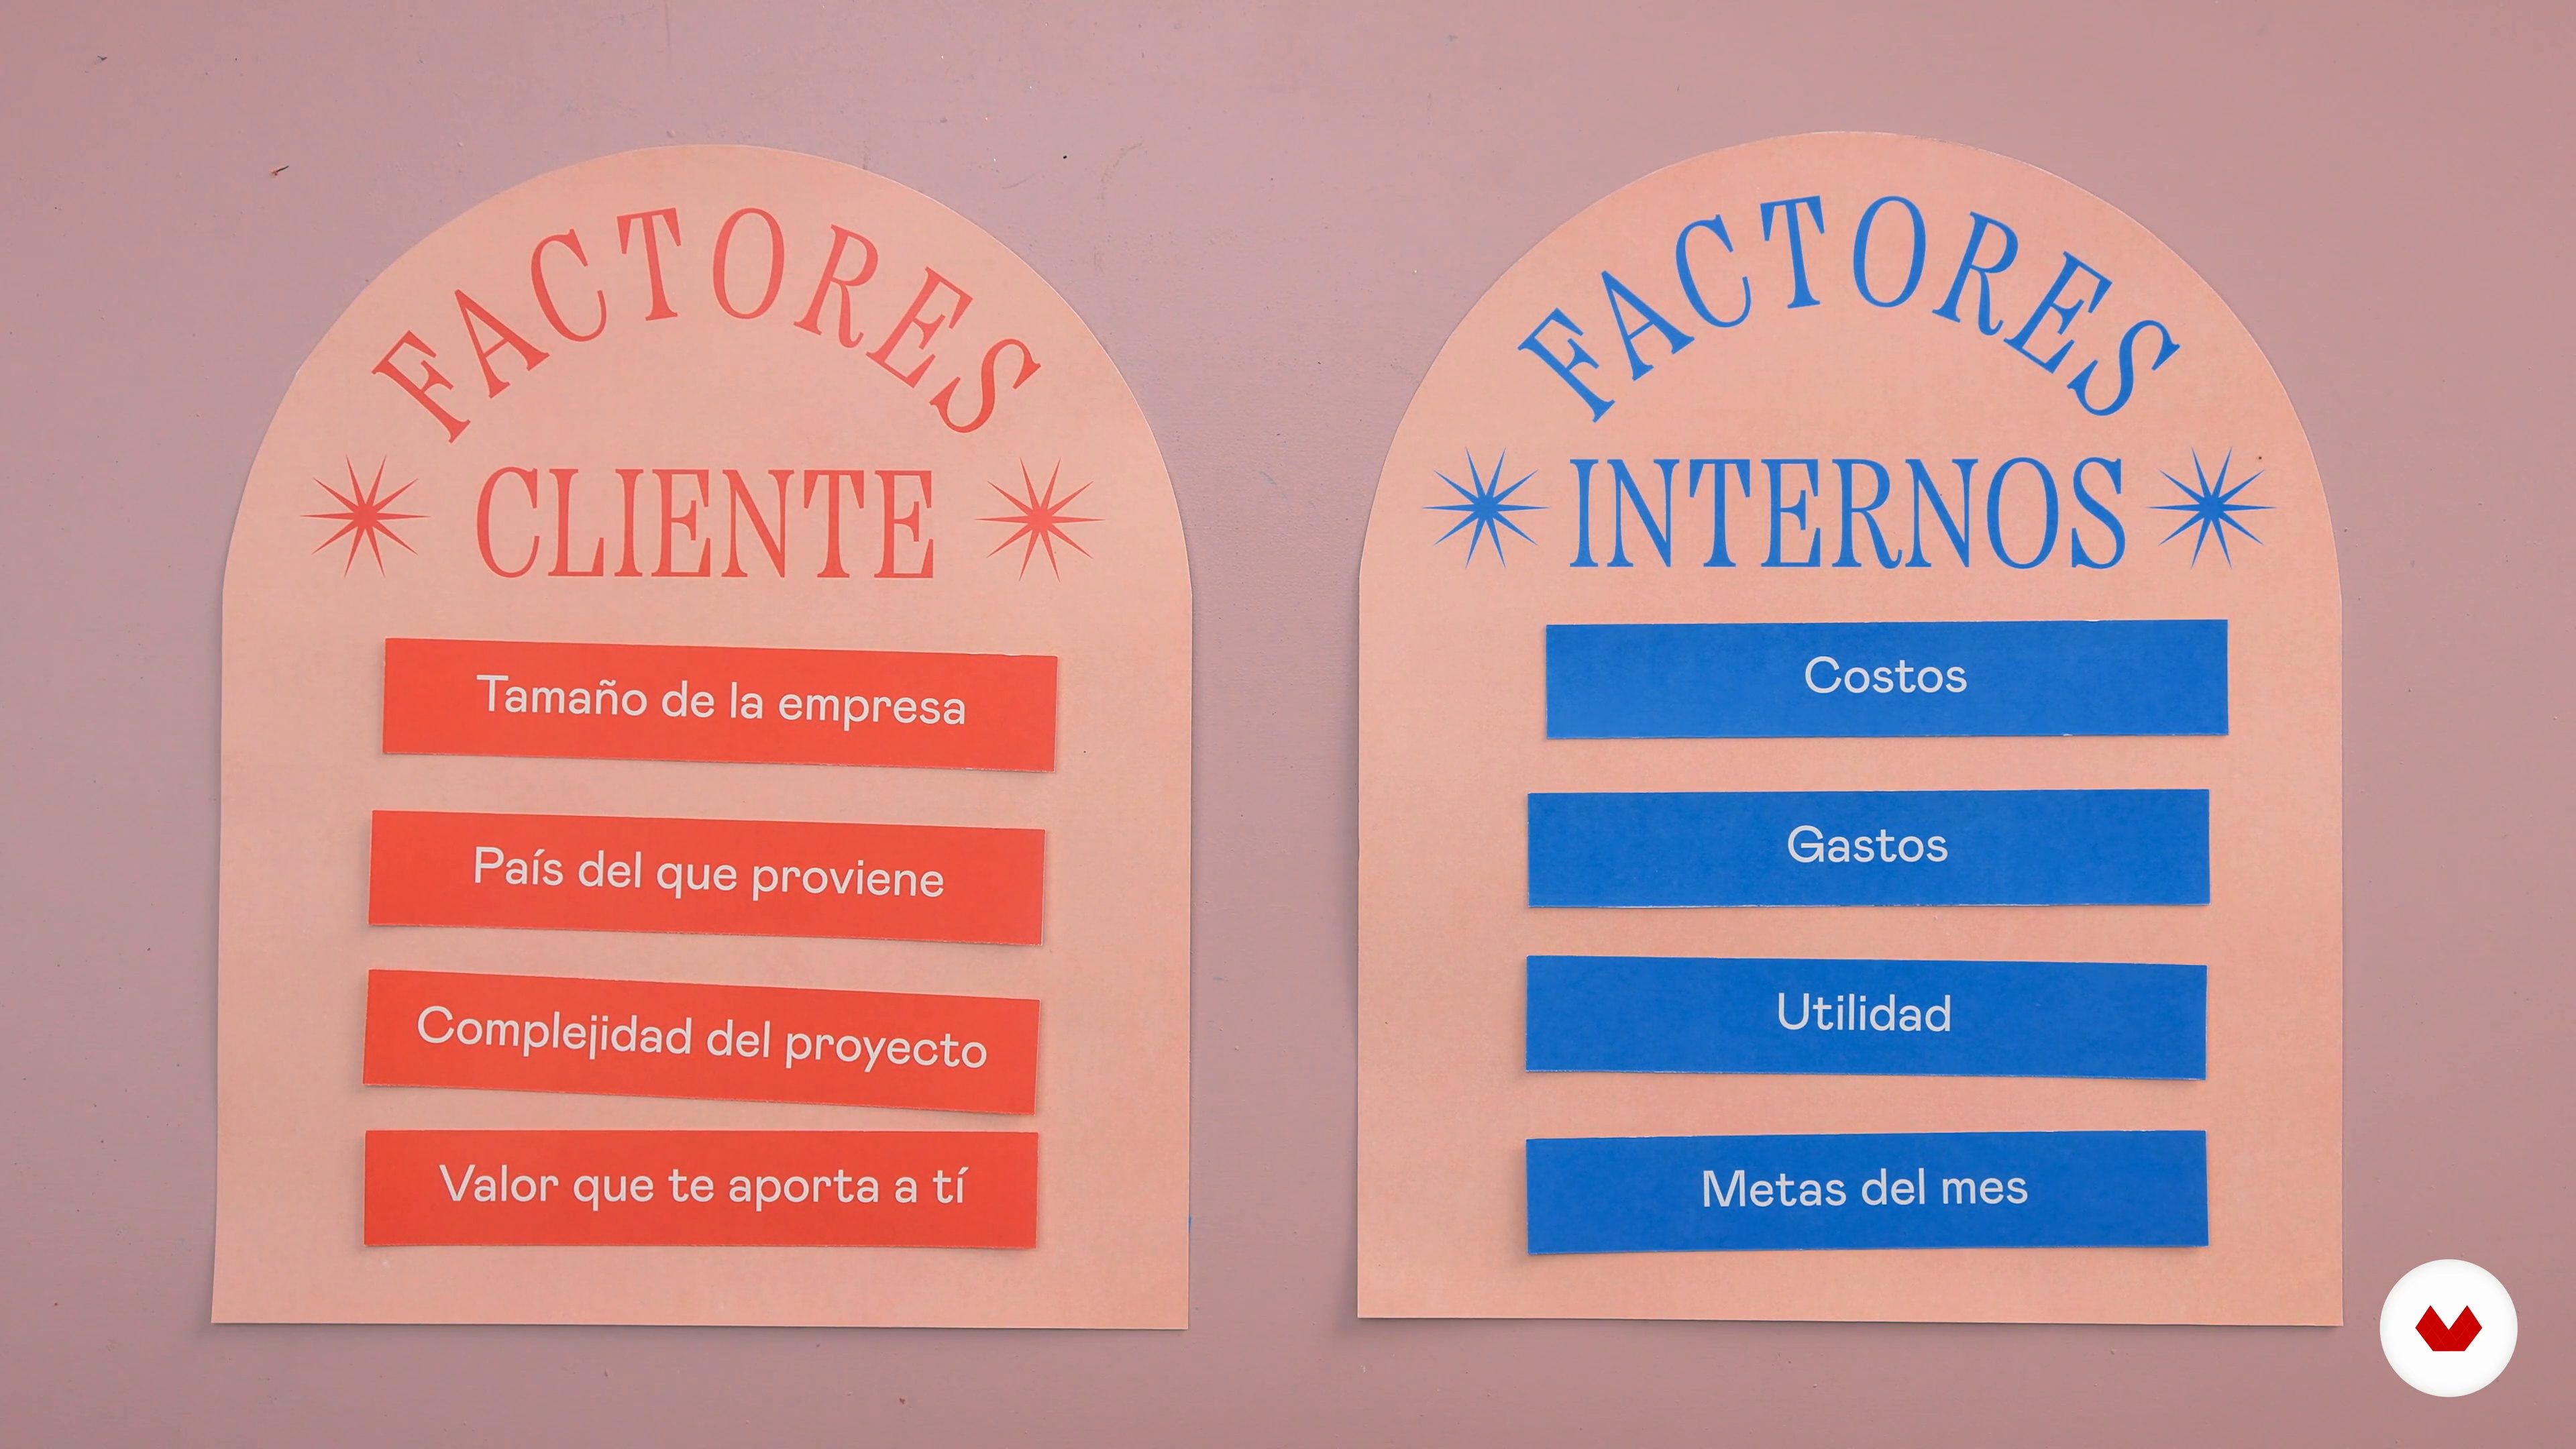 FACTORES
CLIENTE
Tamaño de la empresa
País del que proviene
Complejidad del proyecto
Valor que te aporta a tí
FACTORES
INTERNOS
Costos
Gastos
Utilidad
Metas del mes